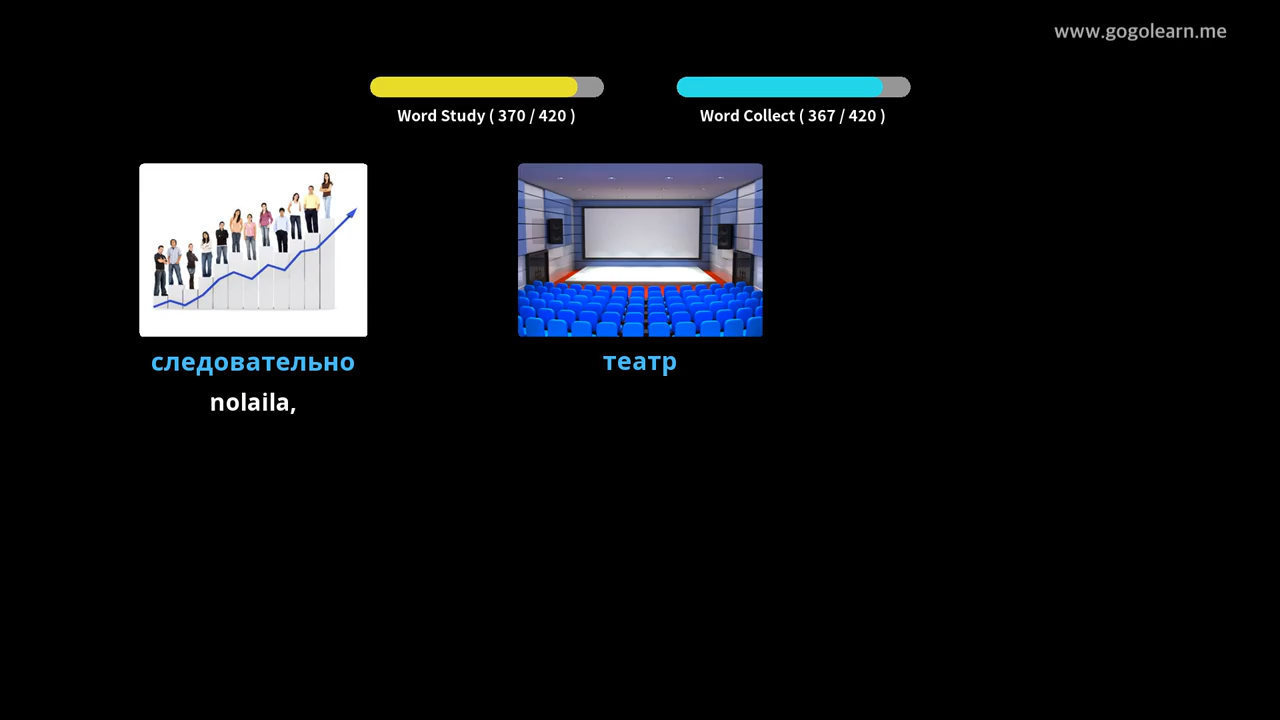 www.gogolearn.me
Word Study ( 370 / 420 )
Word Collect ( 367 / 420 )
следовательно
театр
nolaila,